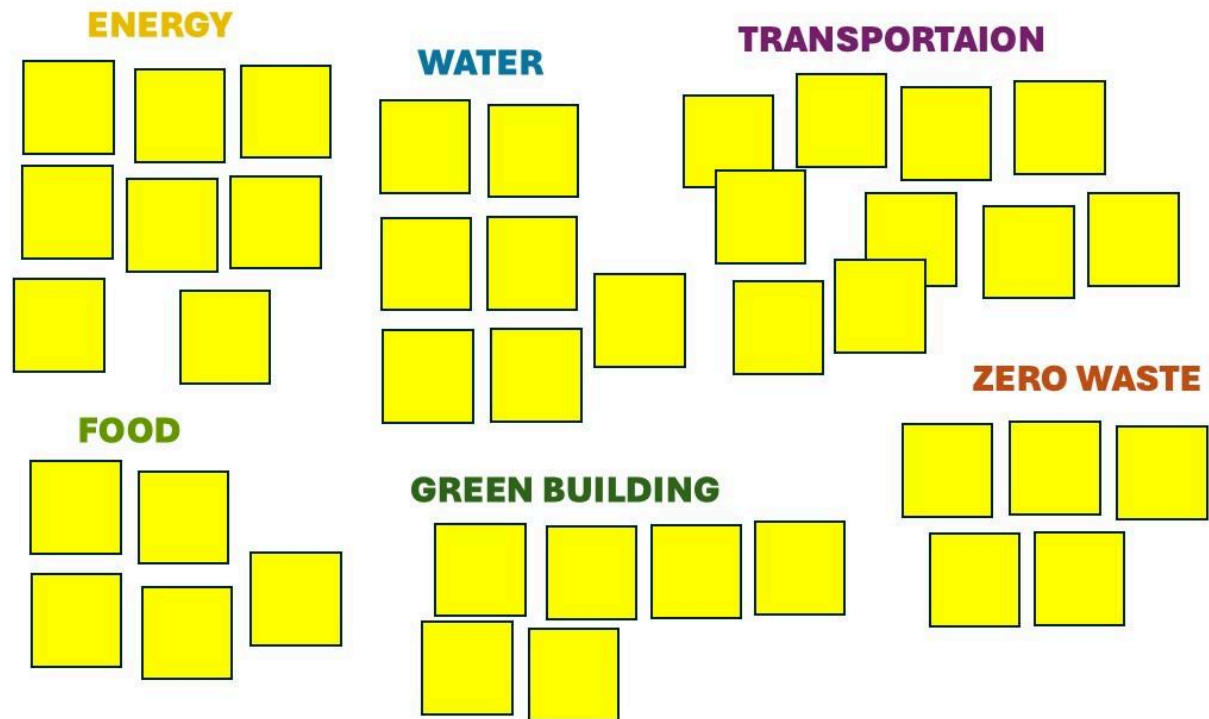 ENERGY
WATER
TRANSPORTAION
FOOD
GREEN BUILDING
ZERO WASTE